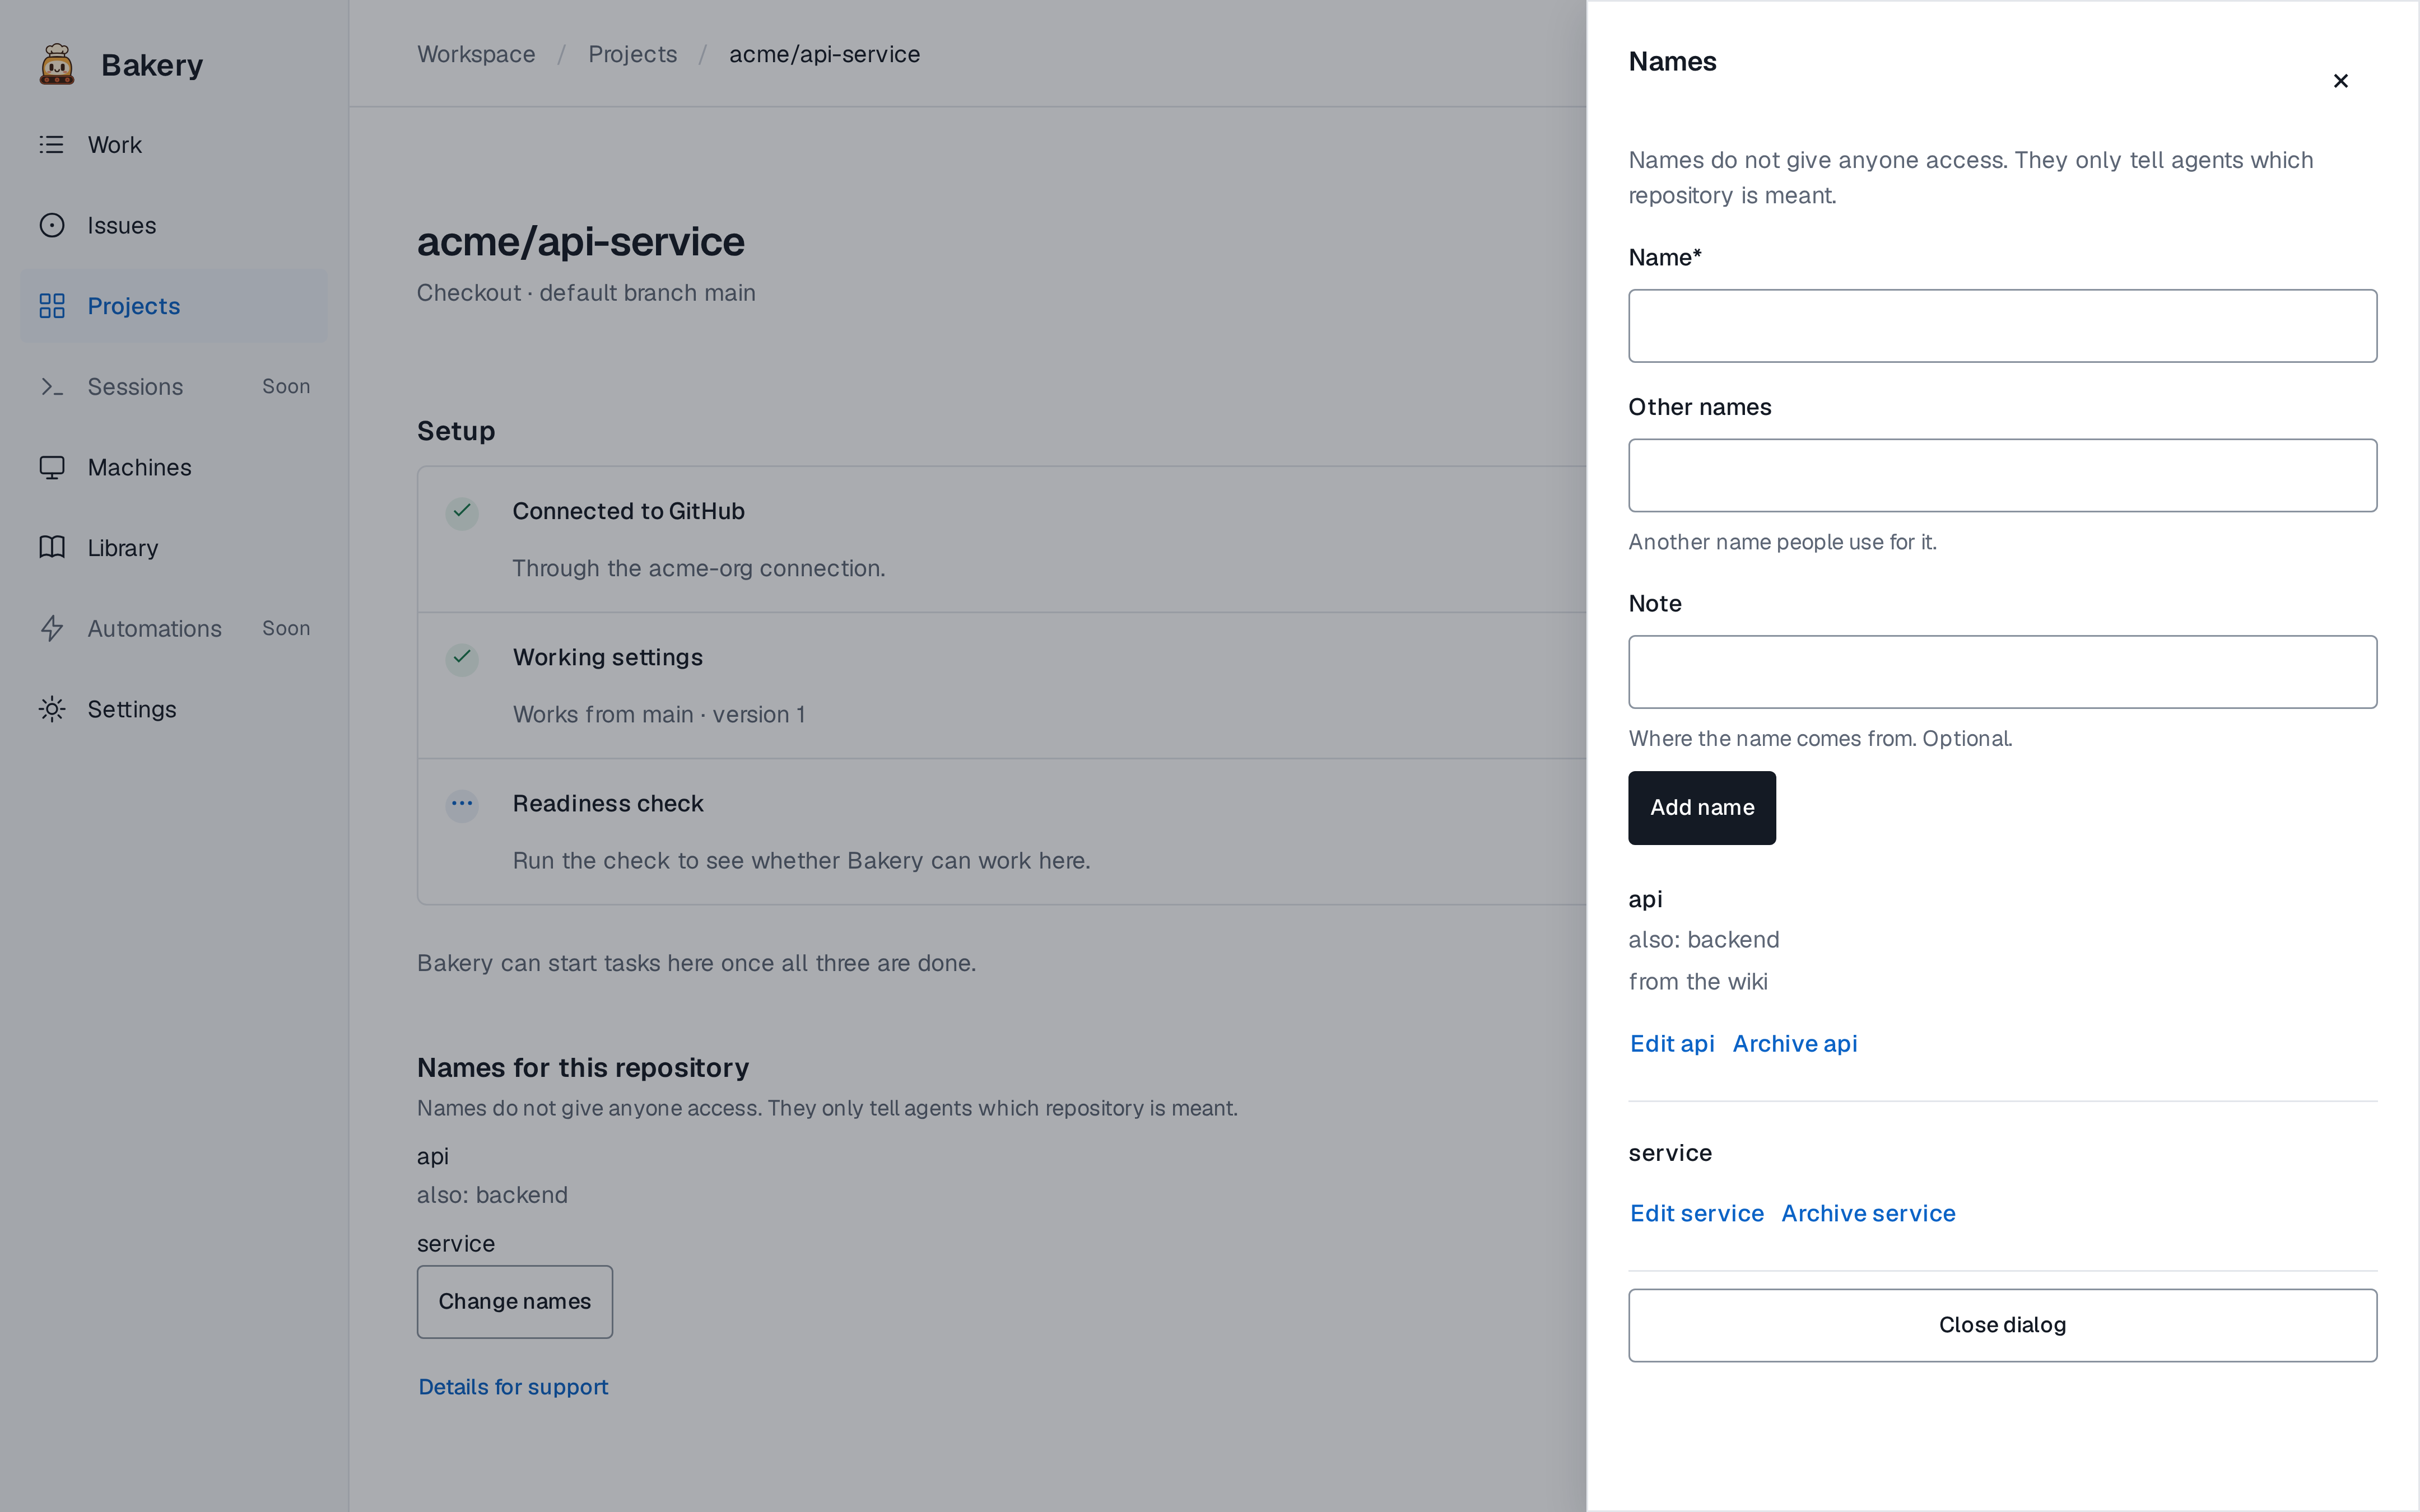 Bakery
Work
Issues
Projects
Sessions Soon
Machines
Library
Automations Soon
Settings
Workspace / Projects / acme/api-service
acme/api-service
Checkout · default branch main
Setup
Connected to GitHub
Through the acme-org connection.
Working settings
Works from main · version 1
Readiness check
Run the check to see whether Bakery can work here.
Bakery can start tasks here once all three are done.
Names for this repository
Names do not give anyone access. They only tell agents which repository is meant.
api
also: backend
service
Change names
Details for support
Names
Names do not give anyone access. They only tell agents which
repository is meant.
Name*
Other names
Another name people use for it.
Note
Where the name comes from. Optional.
Add name
api
also: backend
from the wiki
Edit api Archive api
service
Edit service Archive service
Close dialog